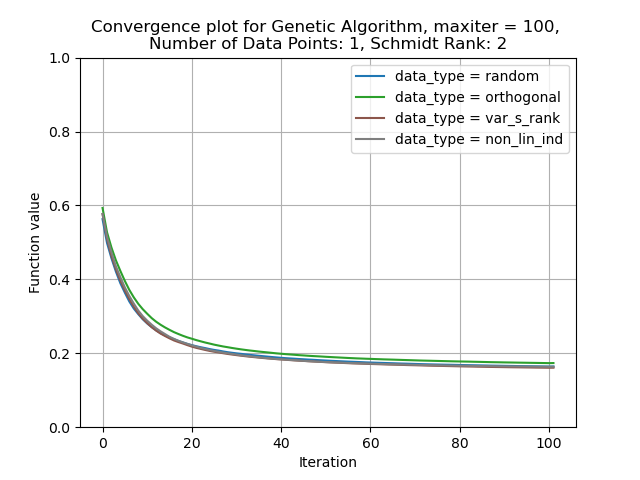 Convergence plot for Genetic Algorithm, maxiter = 100,
Number of Data Points: 1, Schmidt Rank: 2
data_type = random
data_type = orthogonal
data_type = var_s_rank
data_type = non_lin_ind
Function value
1.0
0.8
0.6
0.4
0.2
0.0
0 20 40 60 80 100
Iteration